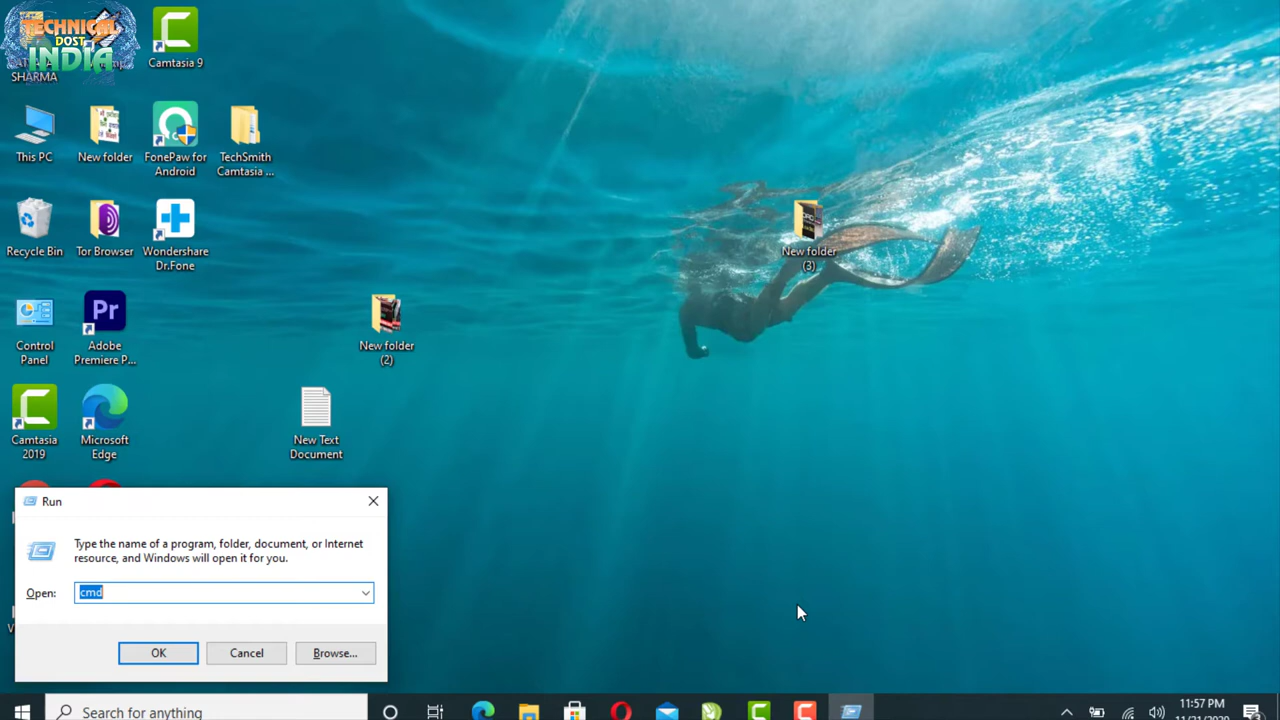 TECHNICAL
DOST
INDIA
SHARMA
Camtasia 9
This PC
New folder
FonePaw for
Android
TechSmith
Camtasia ...
Recycle Bin
Tor Browser
Wondershare
Dr.Fone
New folder
(3)
Control
Panel
Adobe
Premiere P...
New folder
(2)
Camtasia
2019
Microsoft
Edge
New Text
Document
Run
Type the name of a program, folder, document, or Internet
resource, and Windows will open it for you.
Open:
cmd
OK
Cancel
Browse...
Search for anything
11:57 PM